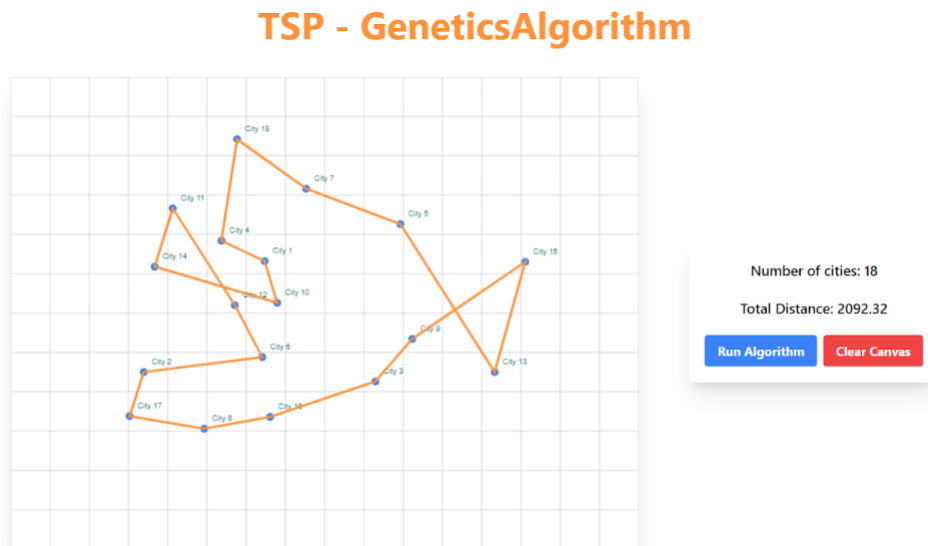 TSP - GeneticsAlgorithm
City 18
City 7
City 11
City 5
City 4
City 1
City 15
City 14
City 10
City 12
City 9
City 6
City 2
City 13
City 3
City 17
City 16
City 8
Number of cities: 18
Total Distance: 2092.32
Run Algorithm
Clear Canvas